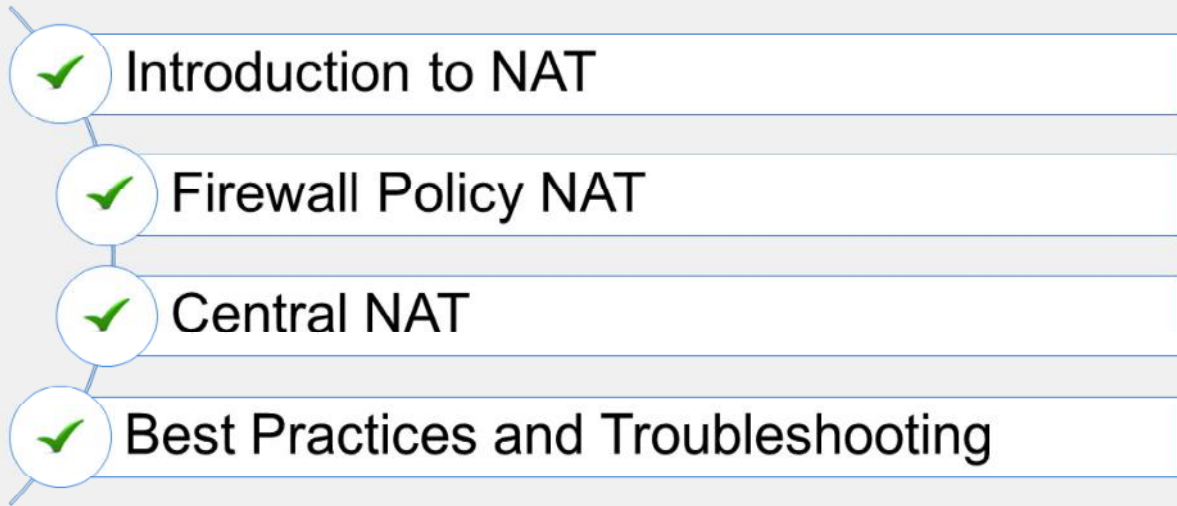 Introduction to NAT
Firewall Policy NAT
Central NAT
Best Practices and Troubleshooting